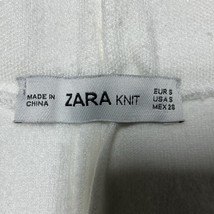 MADE IN
CHINA
ZARA KNIT
EUR S
USA S
MEX 26